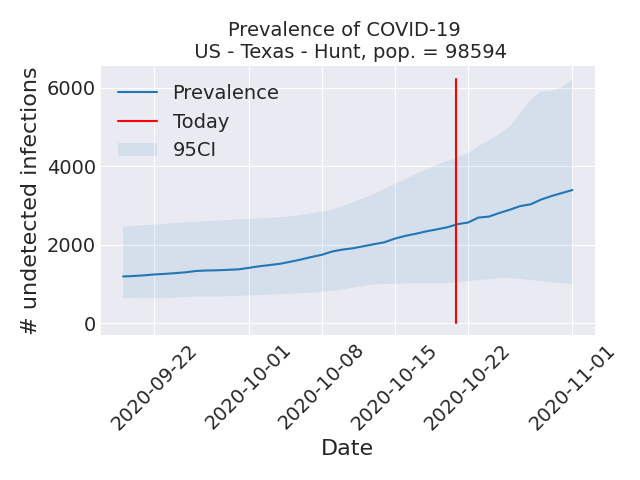 Prevalence of COVID-19
US - Texas - Hunt, pop. = 98594
# undetected infections
6000
4000
2000
0
Prevalence
Today
95CI
2020-09-22
2020-10-01
2020-10-08
2020-10-15
2020-10-22
2020-11-01
Date